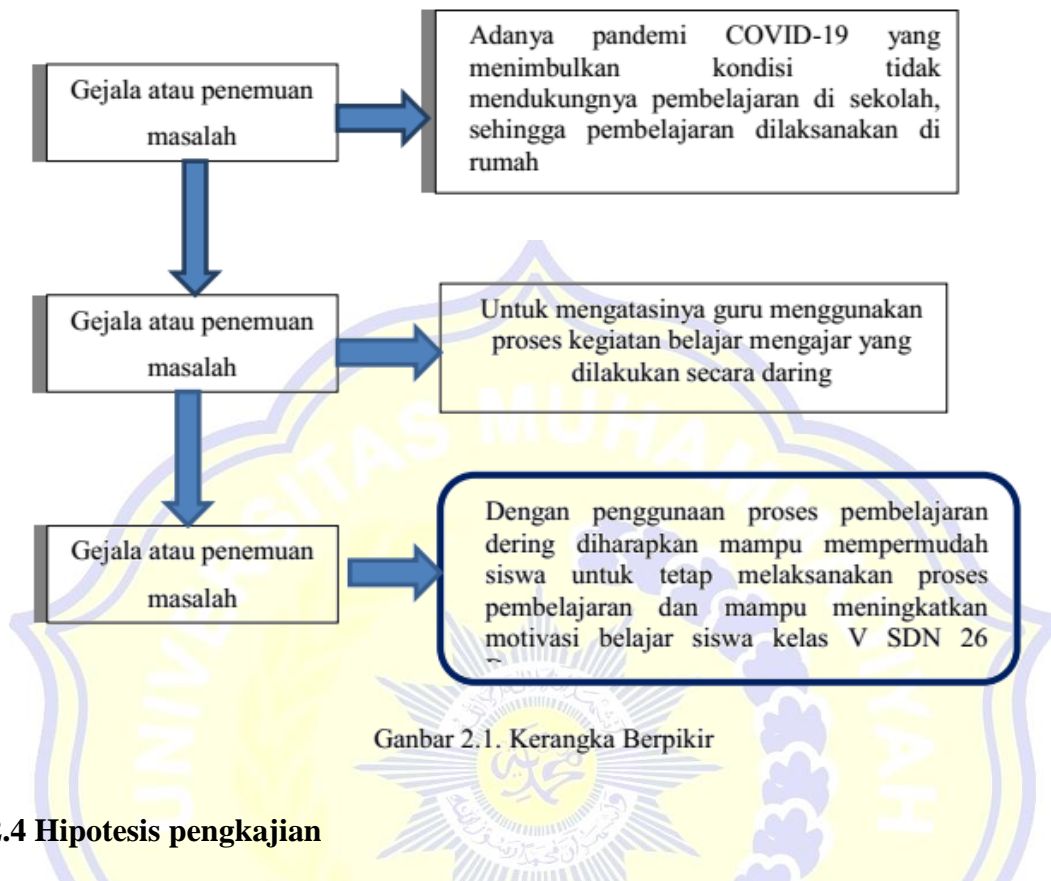 Gejala atau penemuan
masalah
Adanya pandemi COVID-19 yang
menimbulkan kondisi tidak
mendukungnya pembelajaran di sekolah,
sehingga pembelajaran dilaksanakan di
rumah
Gejala atau penemuan
masalah
Untuk mengatasinya guru menggunakan
proses kegiatan belajar mengajar yang
dilakukan secara daring
Gejala atau penemuan
masalah
Dengan penggunaan proses pembelajaran
dering diharapkan mampu mempermudah
siswa untuk tetap melaksanakan proses
pembelajaran dan mampu meningkatkan
motivasi belajar siswa kelas V SDN 26
Ganbar 2.1. Kerangka Berpikir
.4 Hipotesis pengkajian
UNIVERSITAS MUHAMMADIYAH